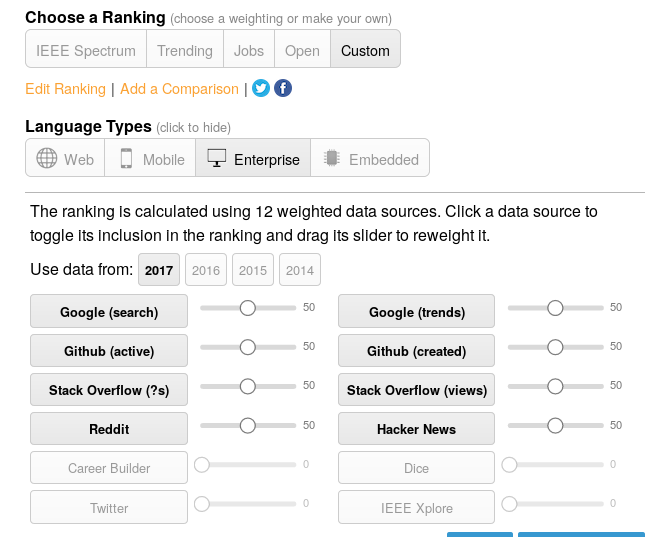 Choose a Ranking (choose a weighting or make your own)
IEEE Spectrum Trending Jobs Open Custom
Edit Ranking | Add a Comparison |
Language Types (click to hide)
Web Mobile Enterprise Embedded
The ranking is calculated using 12 weighted data sources. Click a data source to
toggle its inclusion in the ranking and drag its slider to reweight it.
Use data from: 2017 2016 2015 2014
Google (search) 50 Google (trends) 50
Github (active) 50 Github (created) 50
Stack Overflow (?s) 50 Stack Overflow (views) 50
Reddit 50 Hacker News 50
Career Builder 0 Dice 0
Twitter 0 IEEE Xplore 0